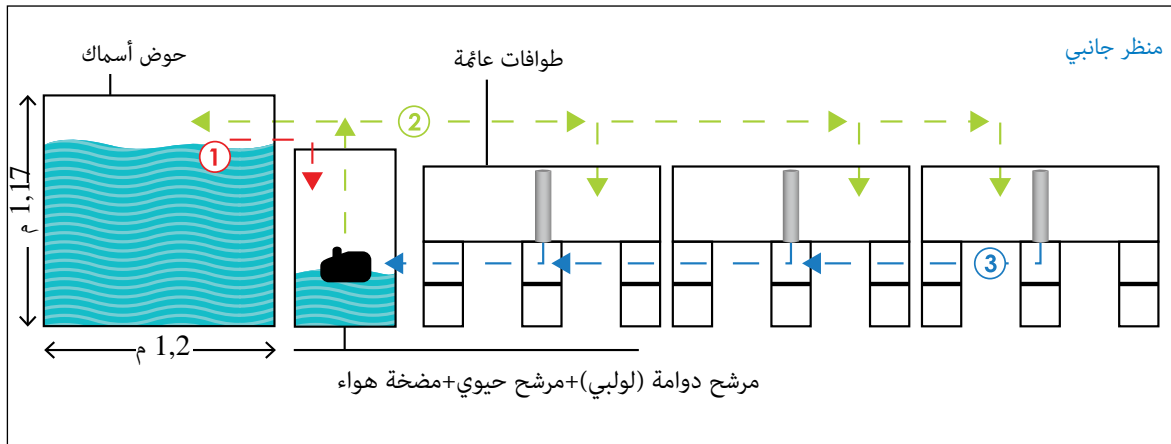 منظر جانبي
طوافات عائمة
حوض أسماك
2
1
1,17 م
3
1,2 م
مرشح دوامة (لولبي)+مرشح حيوي+مضخة هواء